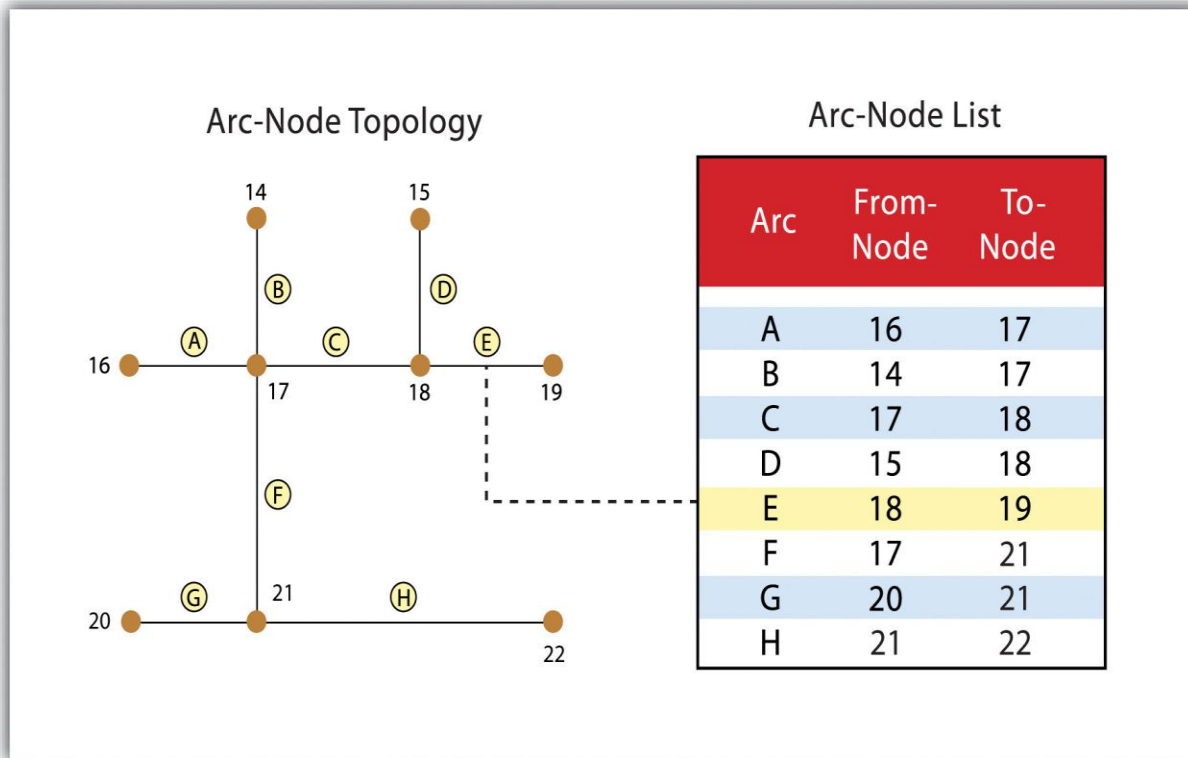 Arc-Node Topology
14
15
B
D
A
C
E
16
17
18
19
F
G
21
H
20
22
Arc-Node List
Arc From- To-
Node Node
A 16 17
B 14 17
C 17 18
D 15 18
E 18 19
F 17 21
G 20 21
H 21 22